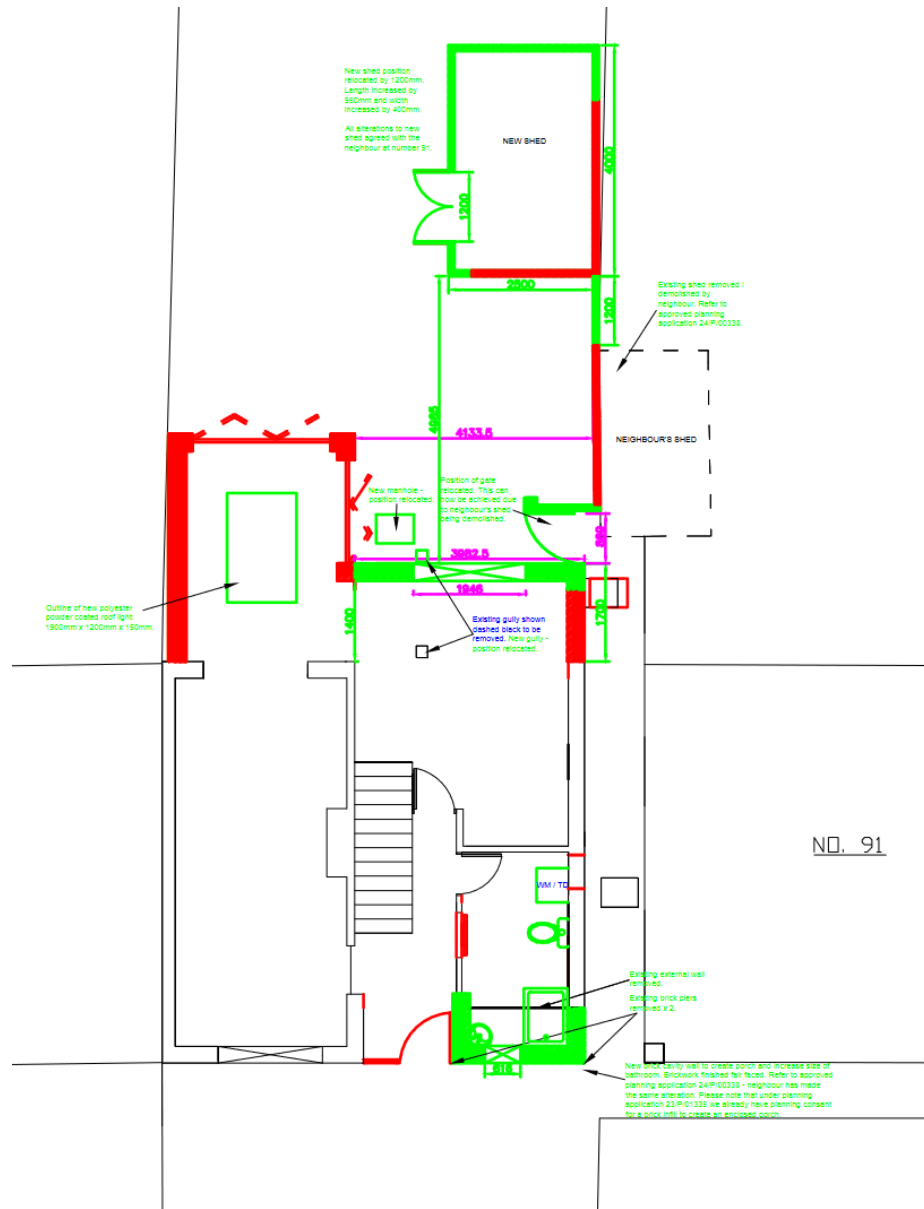 New shed position
relocated by 1200mm.
Length increased by
880mm and width
increased by 400mm.
All alterations to new
shed agreed with the
neighbour at number 91.
NEW SHED
4000
1200
2500
1200
Existing shed removed /
demolished by
neighbour. Refer to
approved planning
application 24/P/00338.
NEIGHBOUR'S SHED
4985
4133.5
New manhole -
position relocated.
Position of gate
relocated. This can
now be achieved due
to neighbour's shed
being demolished.
3982.5
1946
1400
1700
Outline of new polyester
powder coated roof light
1900mm x 1200mm x 150mm.
Existing gully shown
dashed black to be
removed. New gully -
position relocated.
NO. 91
WM / TD
Existing external wall
removed.
Existing brick piers
removed x 2.
New brick cavity wall to create porch and increase size of
bathroom. Brickwork finished fair faced. Refer to approved
planning application 24/P/00338 - neighbour has made
the same alteration. Please note that under planning
application 23/P/01338 we already have planning consent
for a brick infill to create an enclosed porch.